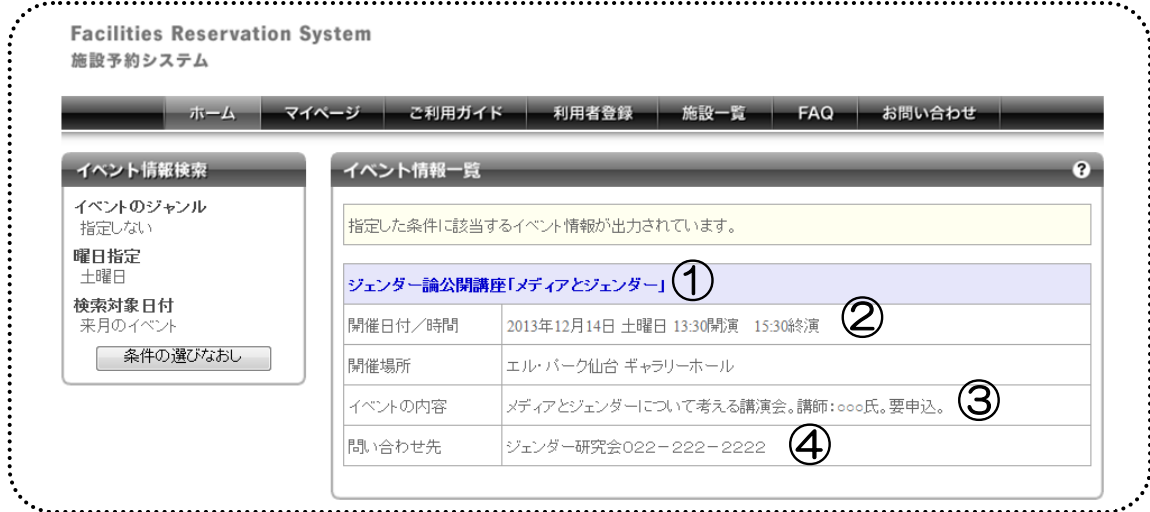 Facilities Reservation System
施設予約システム
ホーム マイページ ご利用ガイド 利用者登録 施設一覧 FAQ お問い合わせ
イベント情報検索
イベントのジャンル
指定しない
曜日指定
土曜日
検索対象日付
来月のイベント
条件の選びなおし
イベント情報一覧 ?
指定した条件に該当するイベント情報が出力されています。
ジェンダー論公開講座「メディアとジェンダー」 ①
開催日付／時間 2013年12月14日 土曜日 13:30開演 15:30終演 ②
開催場所 エル・パーク仙台 ギャラリーホール
イベントの内容 メディアとジェンダーについて考える講演会。講師:○○○氏。要申込。 ③
問い合わせ先 ジェンダー研究会022－222－2222 ④